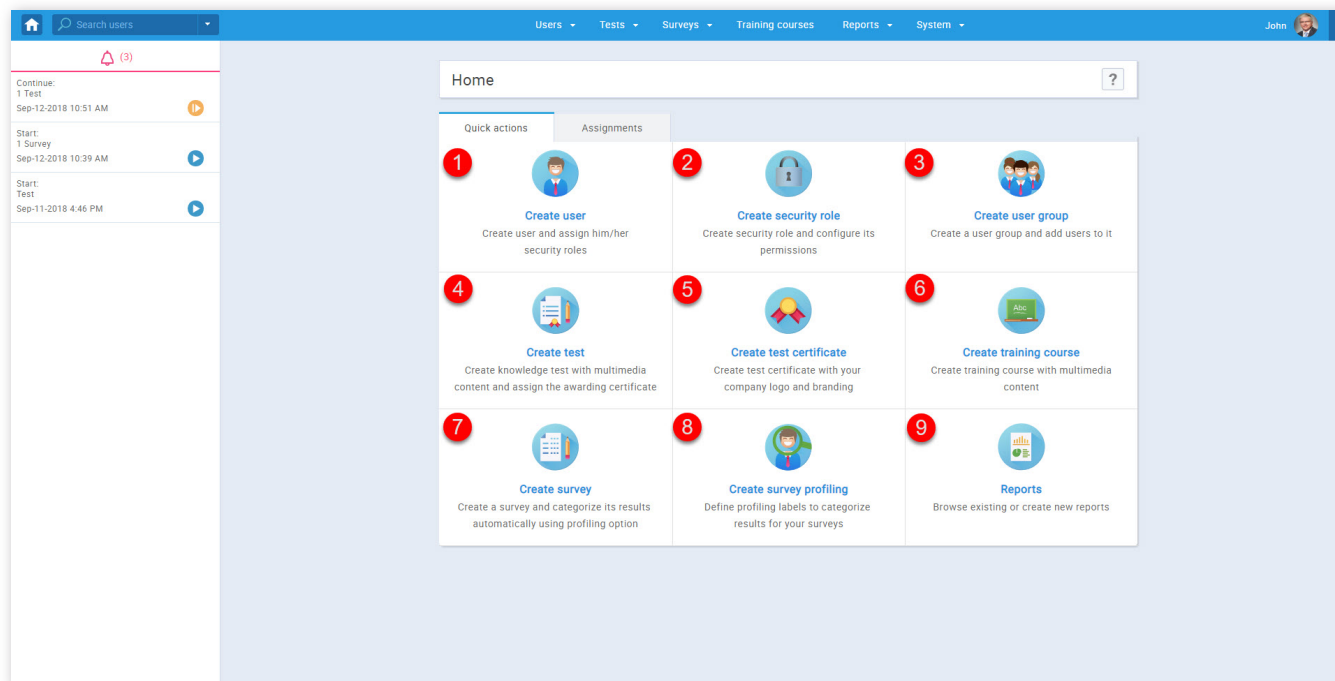 Search users
Users
Tests
Surveys
Training courses
Reports
System
John
(3)
Continue:
1 Test
Sep-12-2018 10:51 AM
Start:
1 Survey
Sep-12-2018 10:39 AM
Start:
Test
Sep-11-2018 4:46 PM
Home
?
Quick actions
Assignments
1
Create user
Create user and assign him/her
security roles
2
Create security role
Create security role and configure its
permissions
3
Create user group
Create a user group and add users to it
4
Create test
Create knowledge test with multimedia
content and assign the awarding certificate
5
1
Create test certificate
Create test certificate with your
company logo and branding
6
Abc
Create training course
Create training course with multimedia
content
7
Create survey
Create a survey and categorize its results
automatically using profiling option
8
Create survey profiling
Define profiling labels to categorize
results for your surveys
9
Reports
Browse existing or create new reports